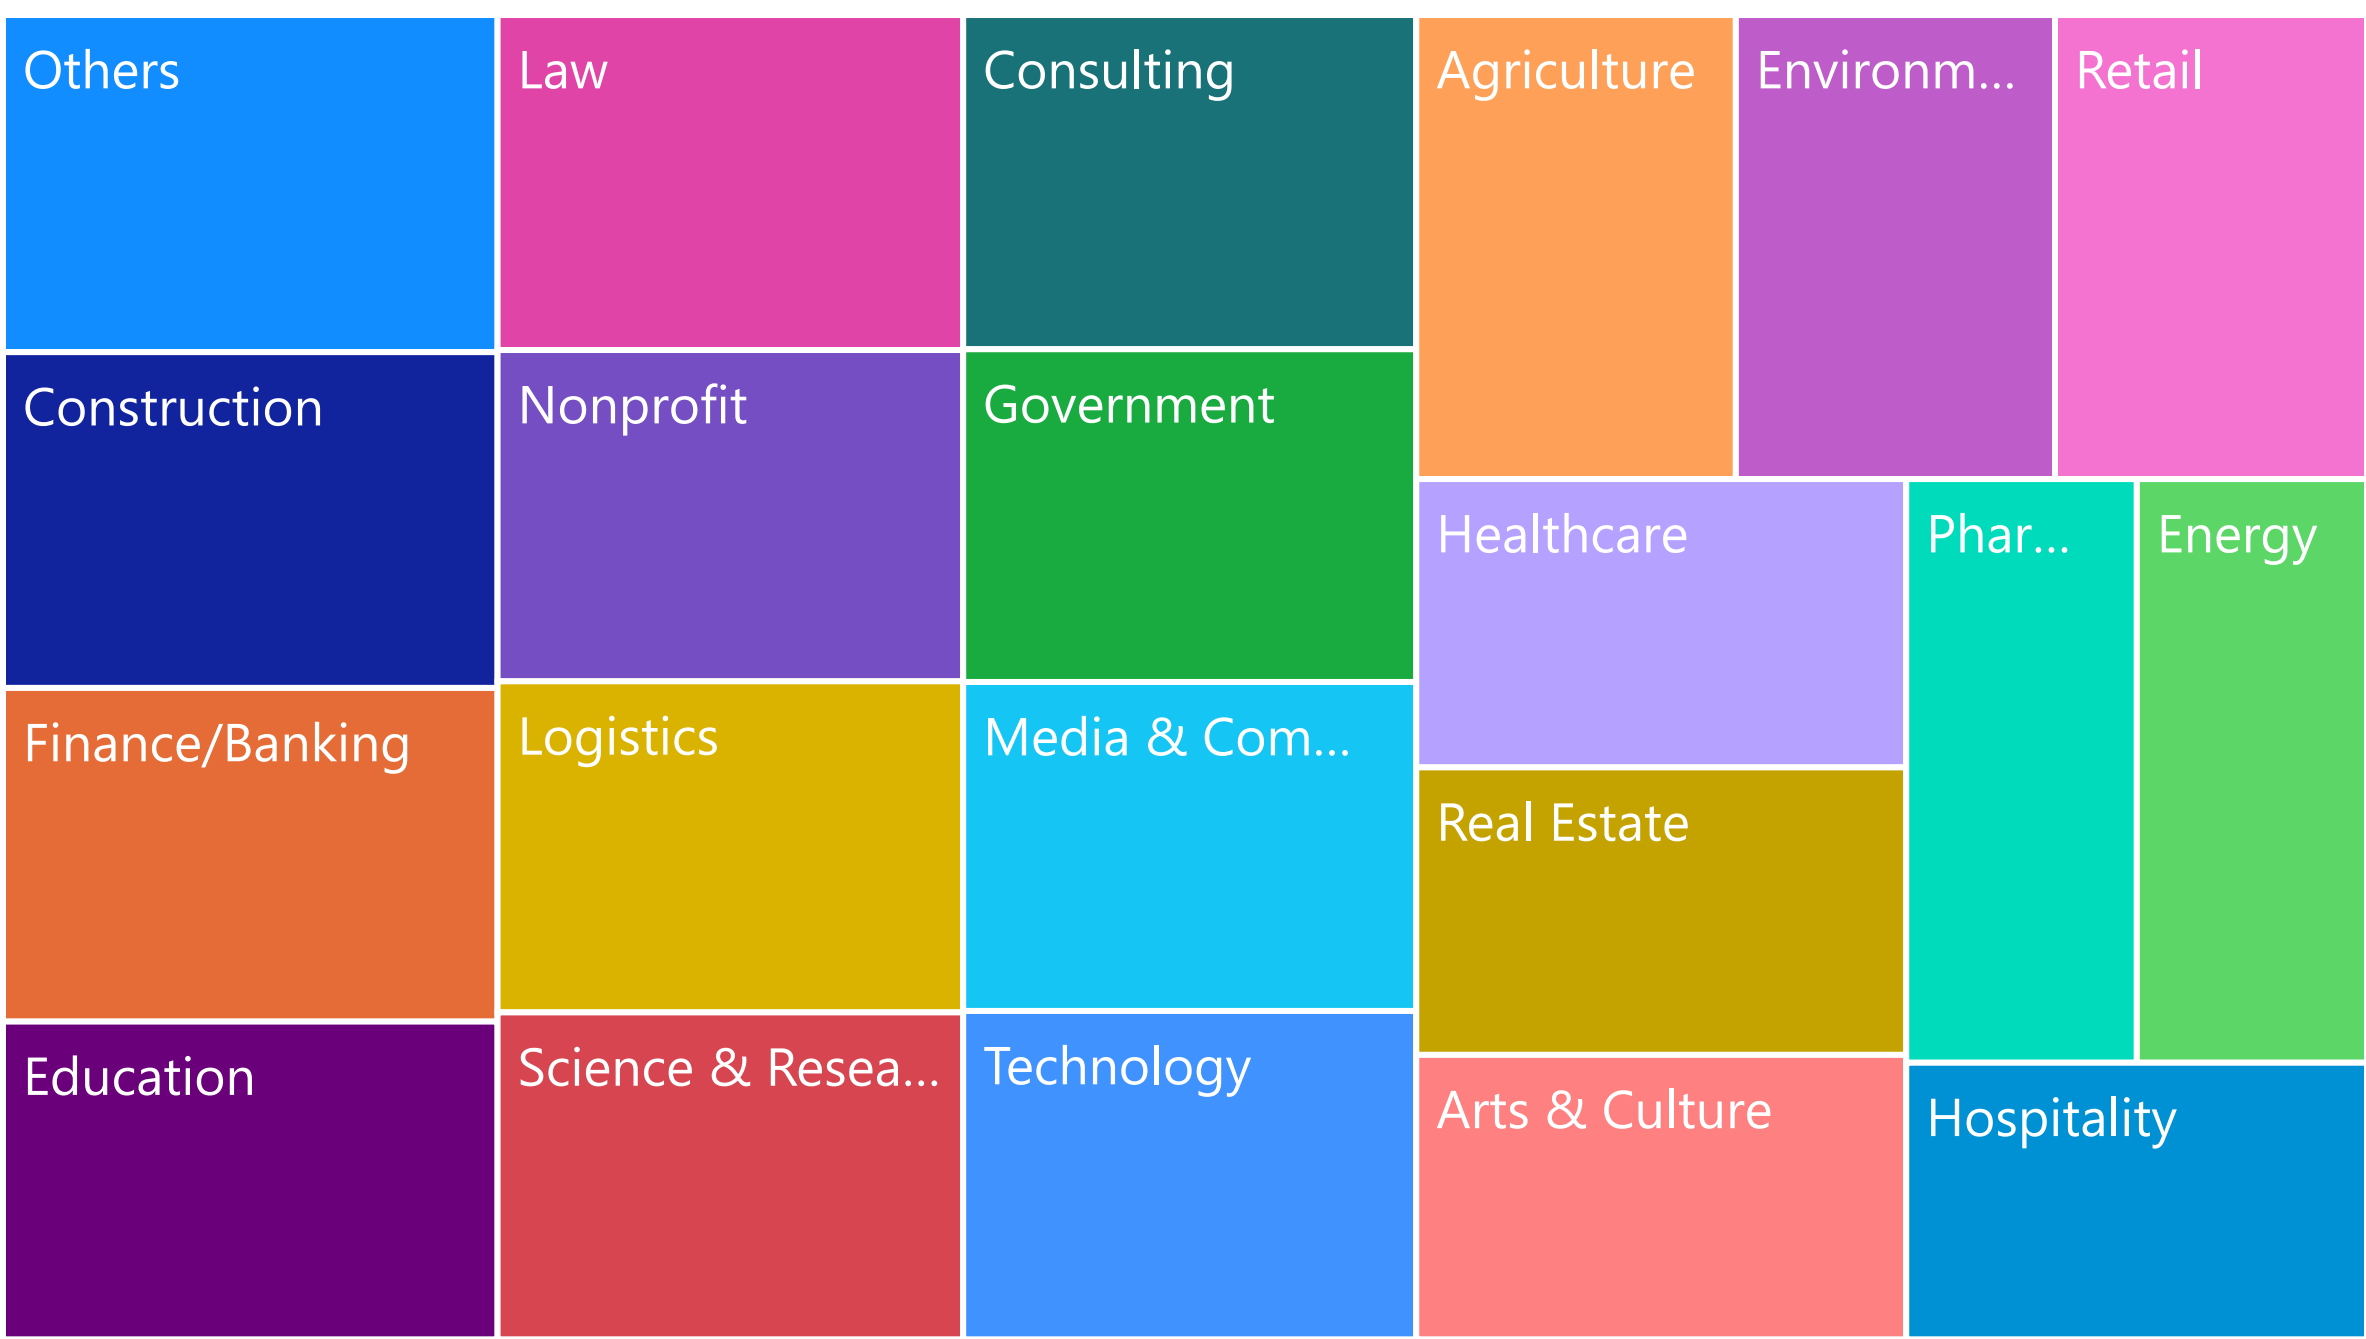 Others
Construction
Finance/Banking
Education
Law
Nonprofit
Logistics
Science & Resea...
Consulting
Government
Media & Com...
Technology
Agriculture
Environm...
Retail
Healthcare
Real Estate
Arts & Culture
Phar...
Energy
Hospitality